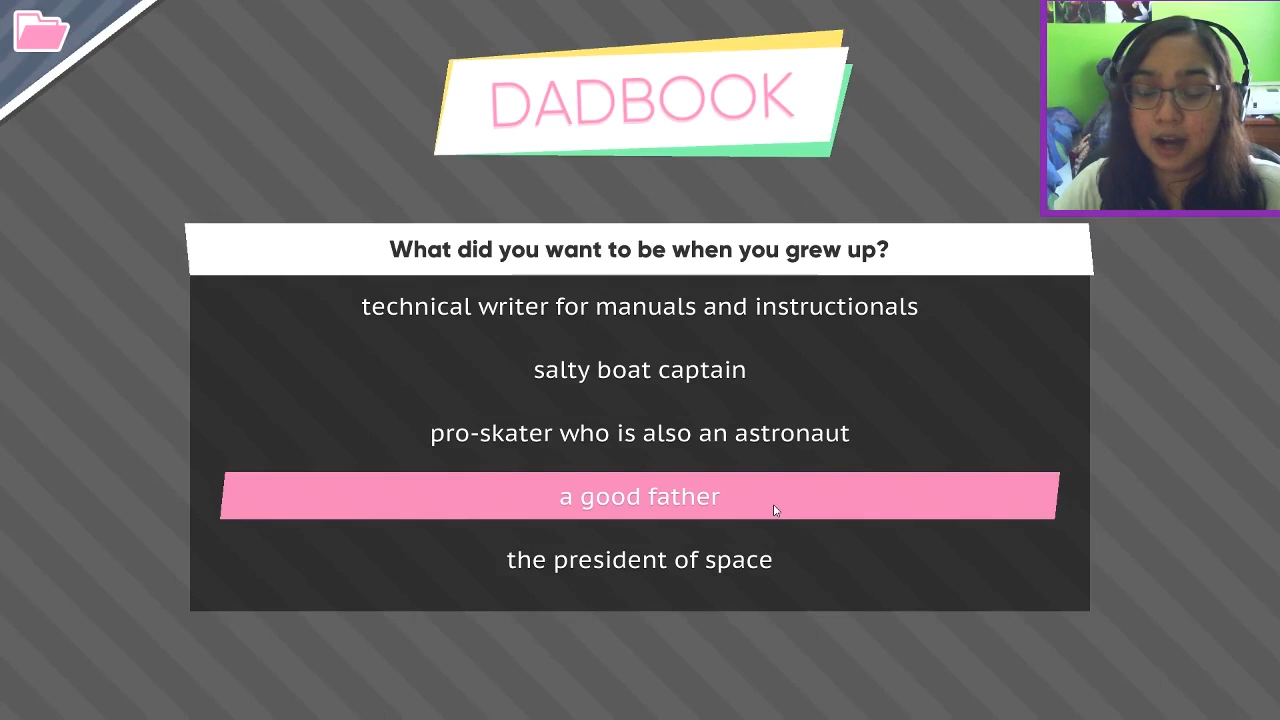 DADBOOK
What did you want to be when you grew up?
technical writer for manuals and instructionals
salty boat captain
pro-skater who is also an astronaut
a good father
the president of space